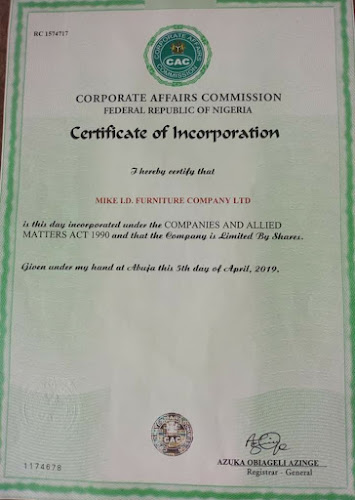 RC 1574717
CORPORATE AFFAIRS
CAC
COMMISSION
CORPORATE AFFAIRS COMMISSION
FEDERAL REPUBLIC OF NIGERIA
Certificate of Incorporation
I hereby certify that
MIKE I.D. FURNITURE COMPANY LTD
is this day incorporated under the COMPANIES AND ALLIED
MATTERS ACT 1990 and that the Company is Limited By Shares.
Given under my hand at Abuja this 5th day of April, 2019.
CAC
1174678
AZUKA OBIAGELI AZINGE
Registrar - General